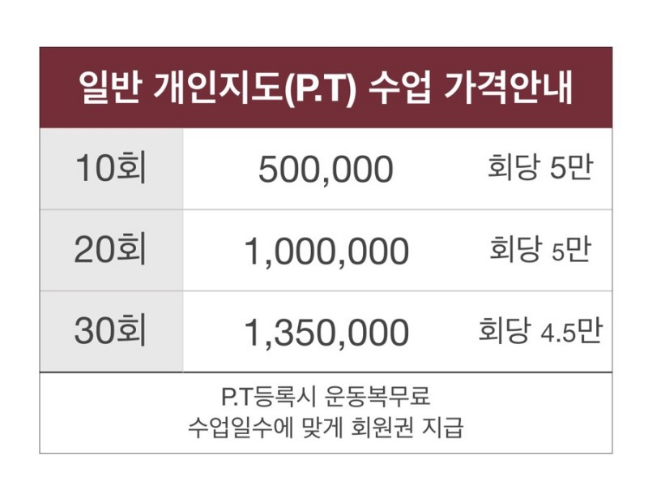 일반 개인지도(P.T) 수업 가격안내
10회 500,000 회당 5만
20회 1,000,000 회당 5만
30회 1,350,000 회당 4.5만
P.T등록시 운동복무료
수업일수에 맞게 회원권 지급